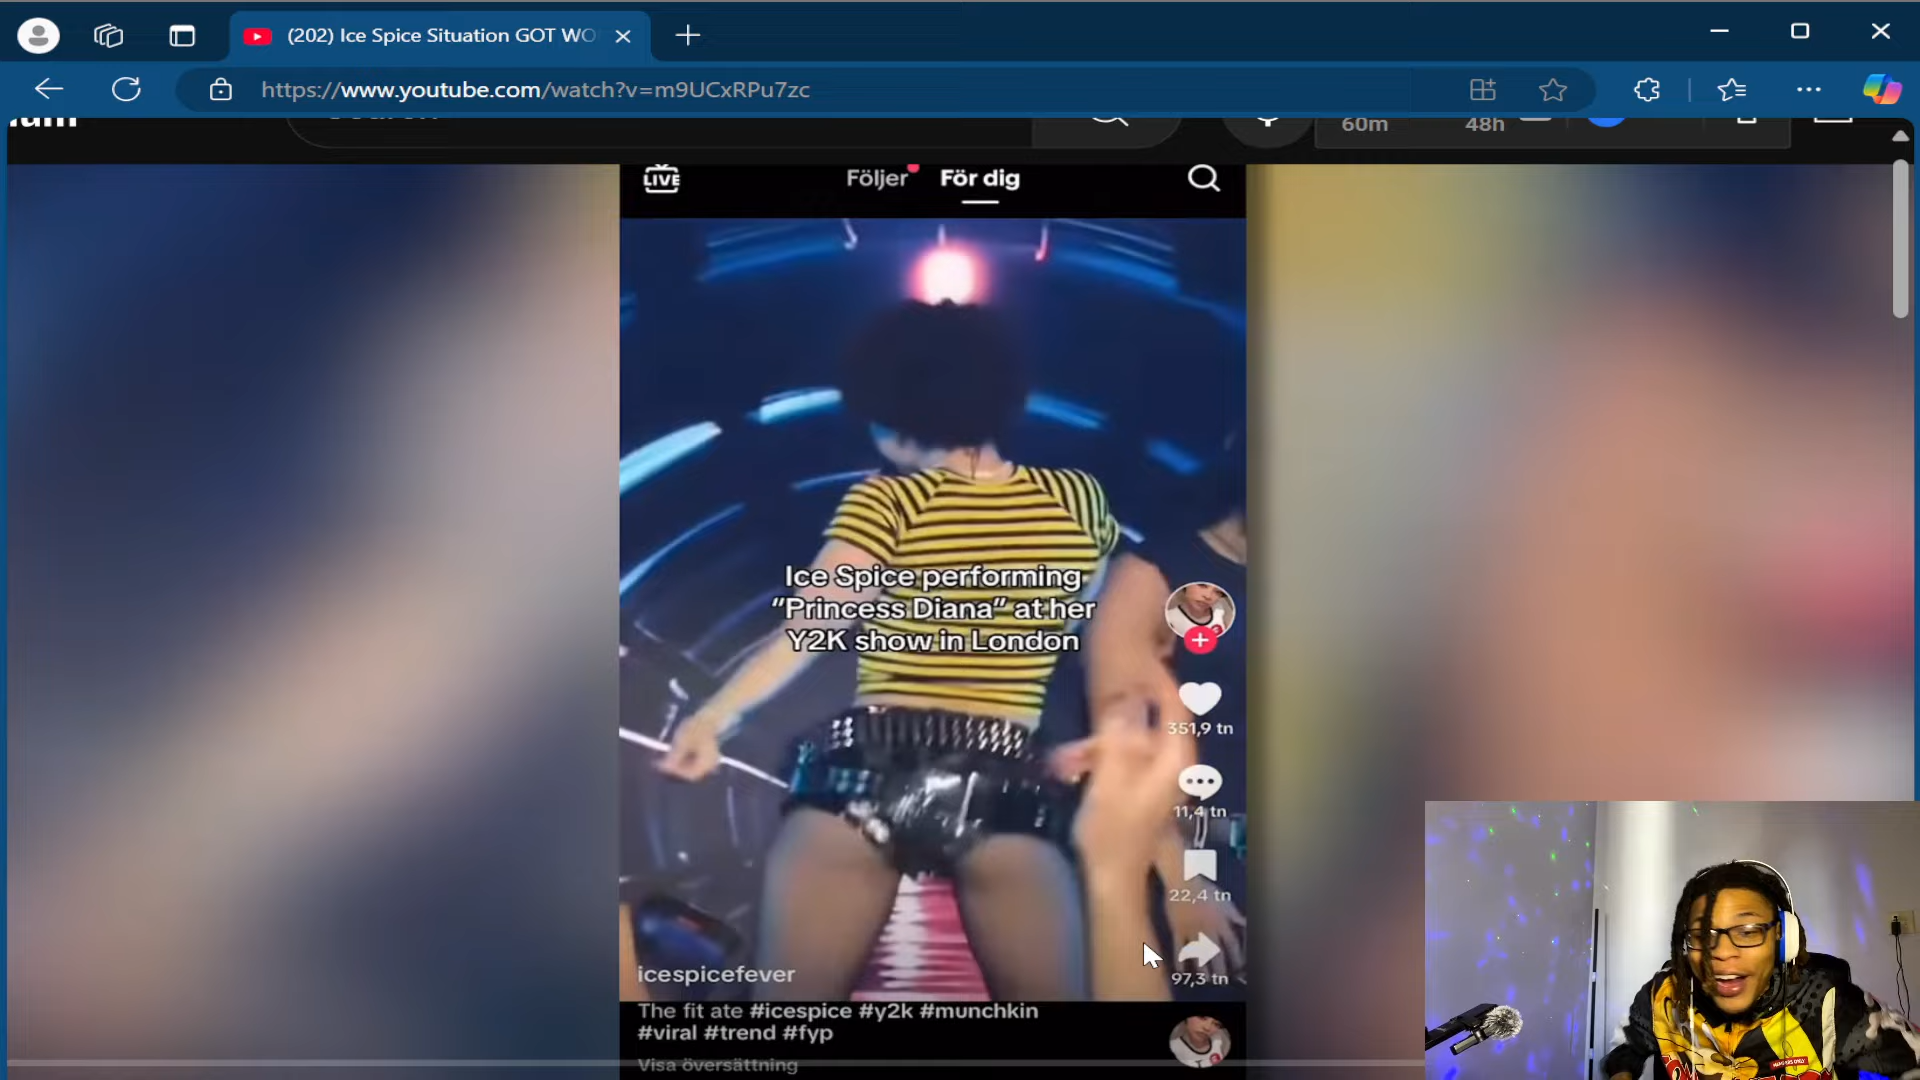 (202) Ice Spice Situation GOT WO
https://www.youtube.com/watch?v=m9UCxRPu7zc
60m
48h
LIVE
Följer
För dig
Ice Spice performing
"Princess Diana" at her
Y2K show in London
351,9 tn
11,4 tn
22,4 tn
97,3 tn
icespicefever
The fit ate #icespice #y2k #munchkin
#viral #trend #fyp
Visa översättning